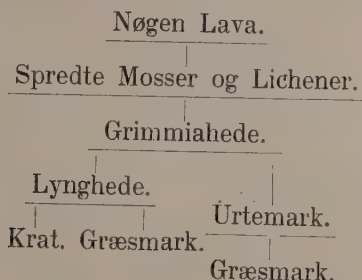 Nøgen Lava.
Spredte Mosser og Lichener.
Grimmiahede.
Lynghede.
Urtemark.
Krat. Græsmark.
Græsmark.